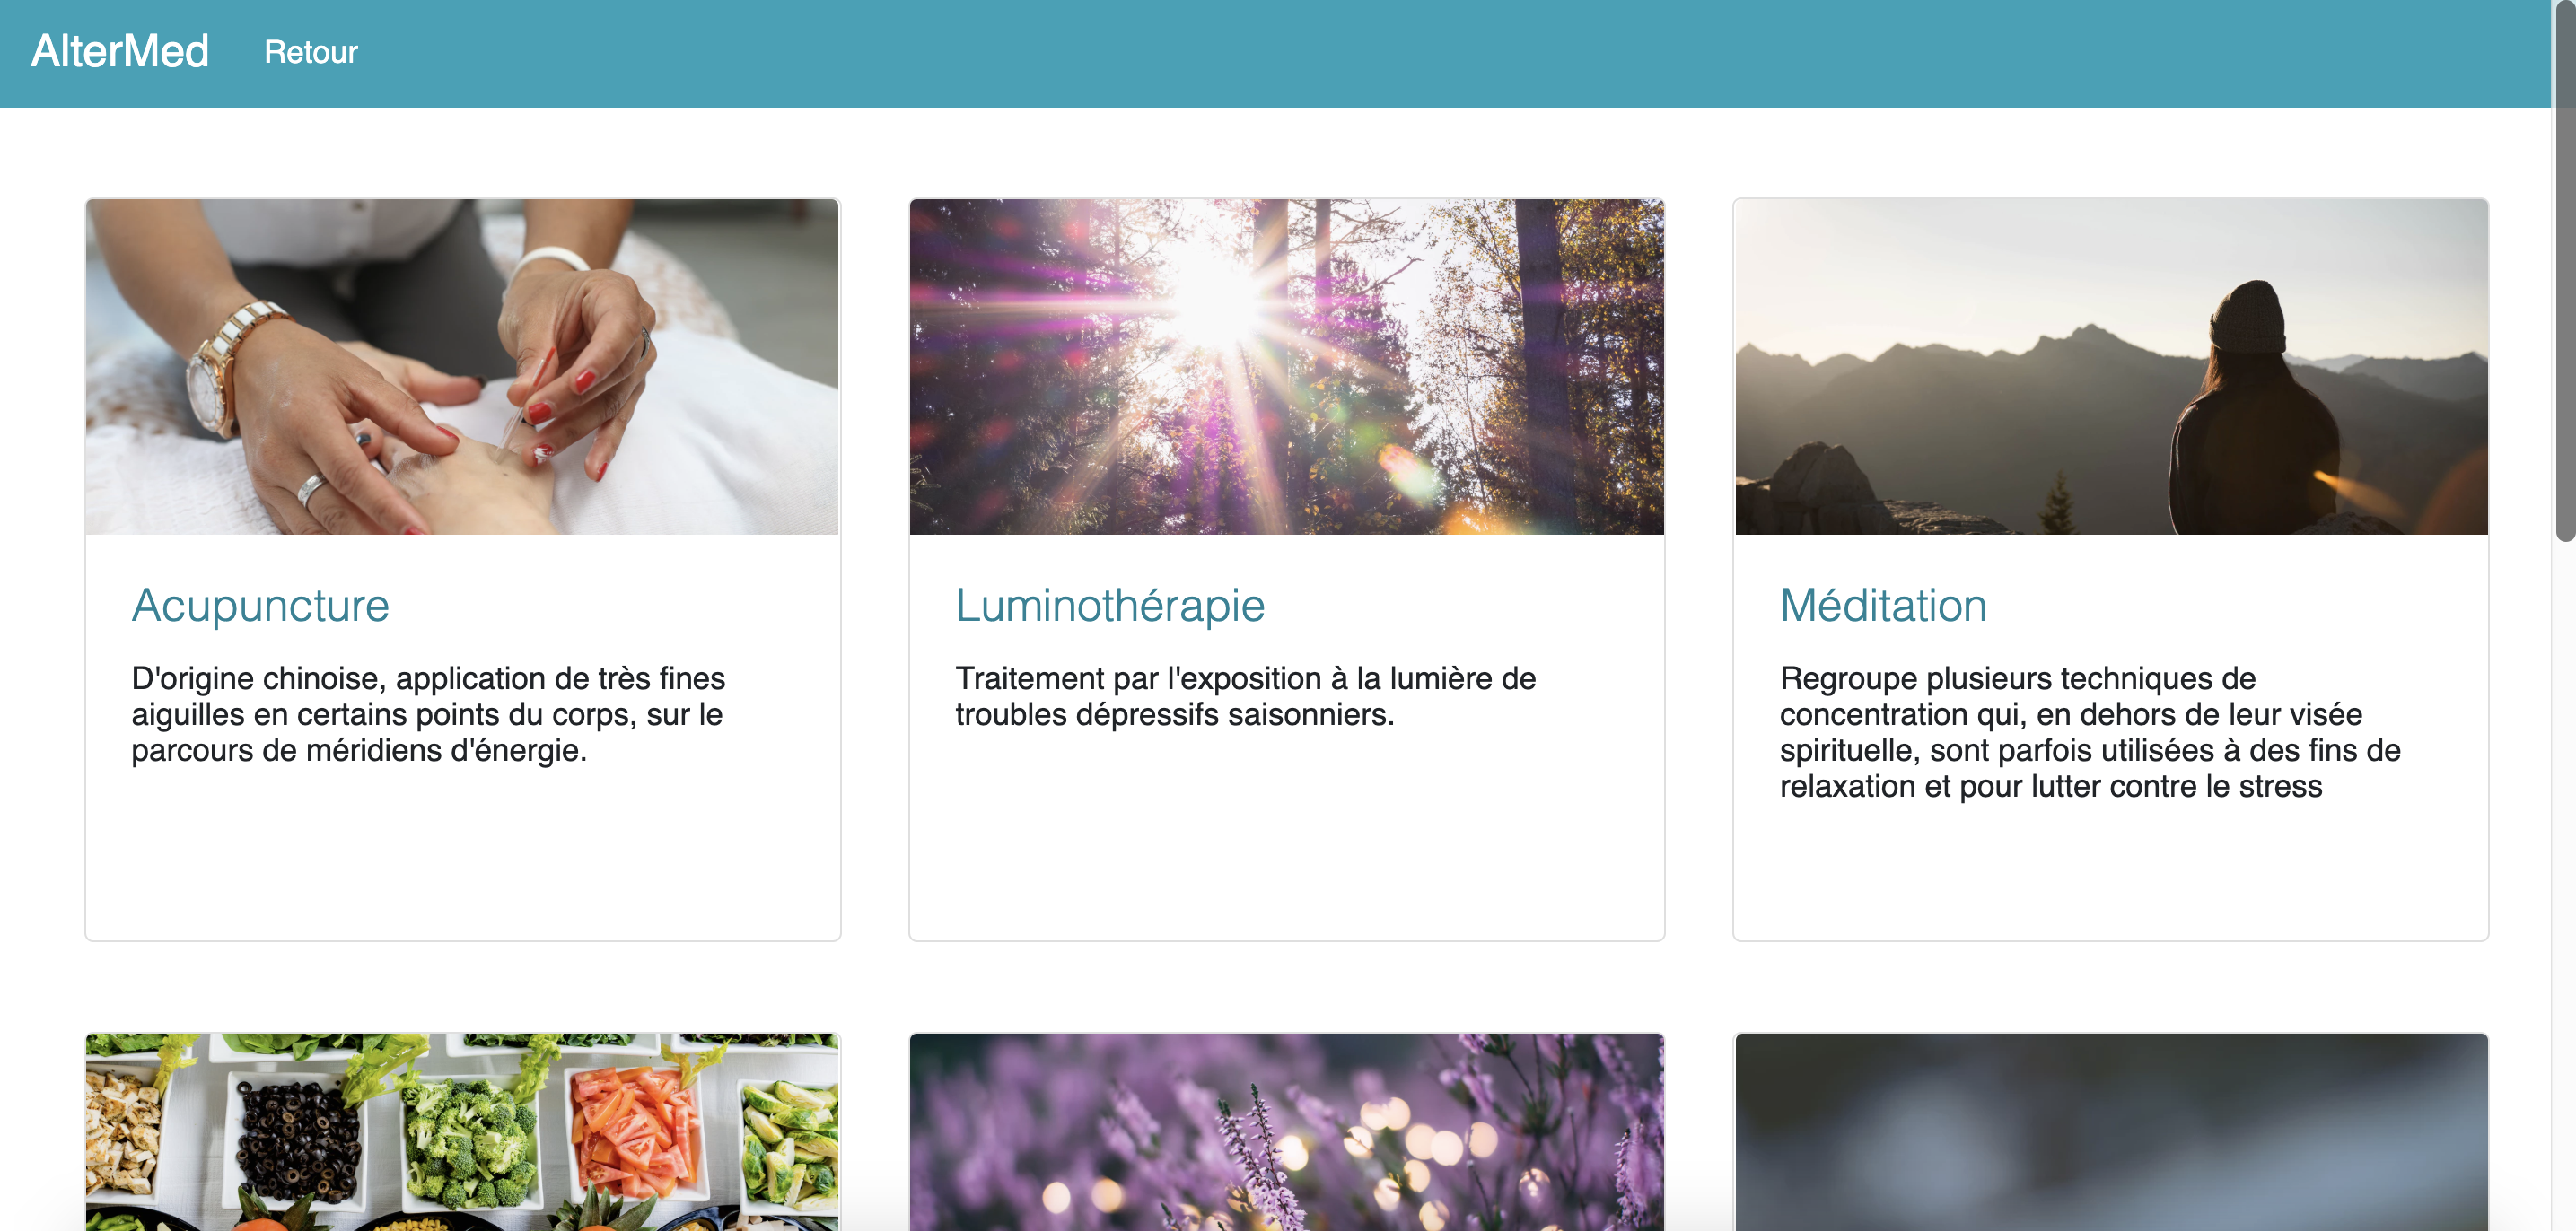 AlterMed Retour
Acupuncture
D'origine chinoise, application de très fines
aiguilles en certains points du corps, sur le
parcours de méridiens d'énergie.
Luminothérapie
Traitement par l'exposition à la lumière de
troubles dépressifs saisonniers.
Méditation
Regroupe plusieurs techniques de
concentration qui, en dehors de leur visée
spirituelle, sont parfois utilisées à des fins de
relaxation et pour lutter contre le stress